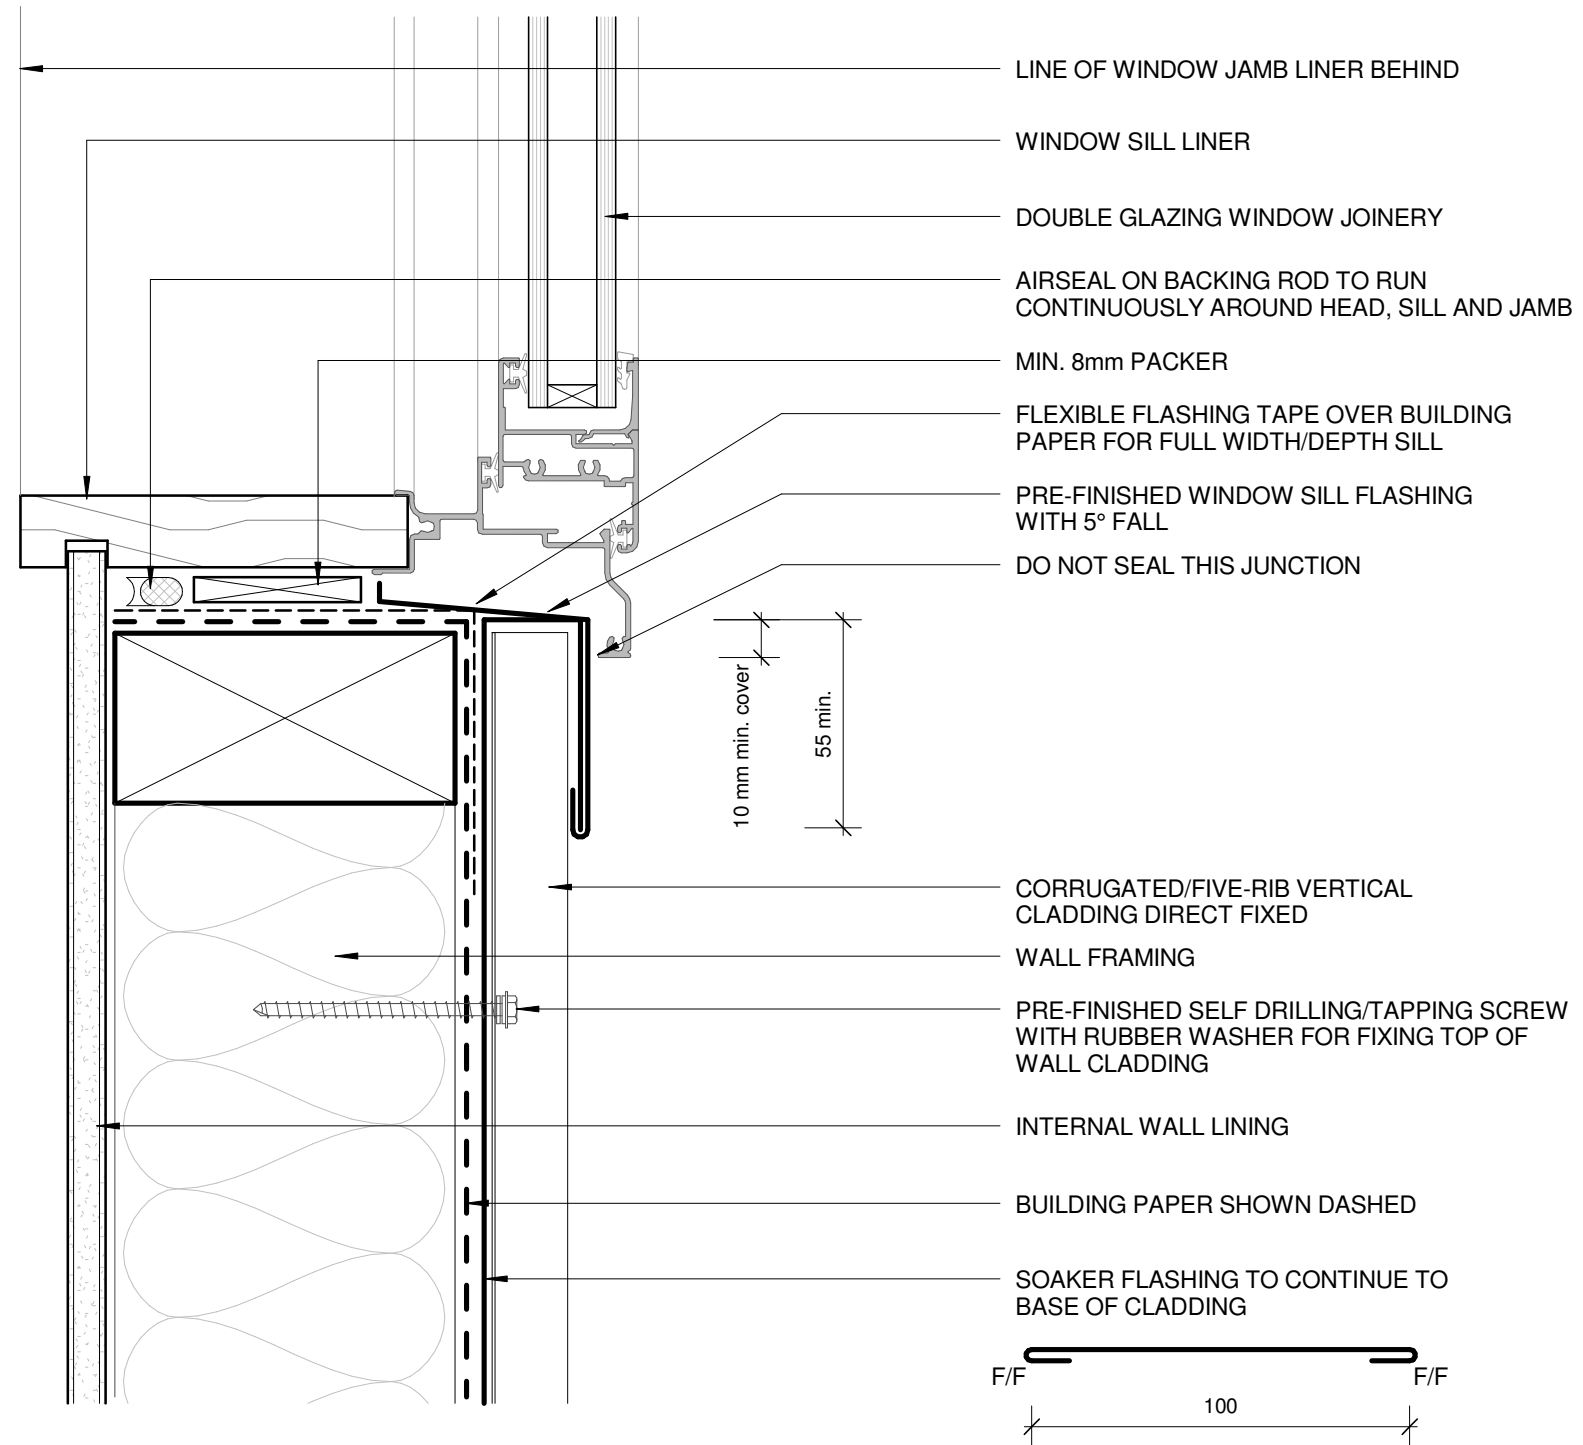 LINE OF WINDOW JAMB LINER BEHIND
WINDOW SILL LINER
DOUBLE GLAZING WINDOW JOINERY
AIRSEAL ON BACKING ROD TO RUN
CONTINUOUSLY AROUND HEAD, SILL AND JAMB
MIN. 8mm PACKER
FLEXIBLE FLASHING TAPE OVER BUILDING
PAPER FOR FULL WIDTH/DEPTH SILL
PRE-FINISHED WINDOW SILL FLASHING
WITH 5° FALL
DO NOT SEAL THIS JUNCTION
10 mm min. cover
55 min.
CORRUGATED/FIVE-RIB VERTICAL
CLADDING DIRECT FIXED
WALL FRAMING
PRE-FINISHED SELF DRILLING/TAPPING SCREW
WITH RUBBER WASHER FOR FIXING TOP OF
WALL CLADDING
INTERNAL WALL LINING
BUILDING PAPER SHOWN DASHED
SOAKER FLASHING TO CONTINUE TO
BASE OF CLADDING
F/F
F/F
100